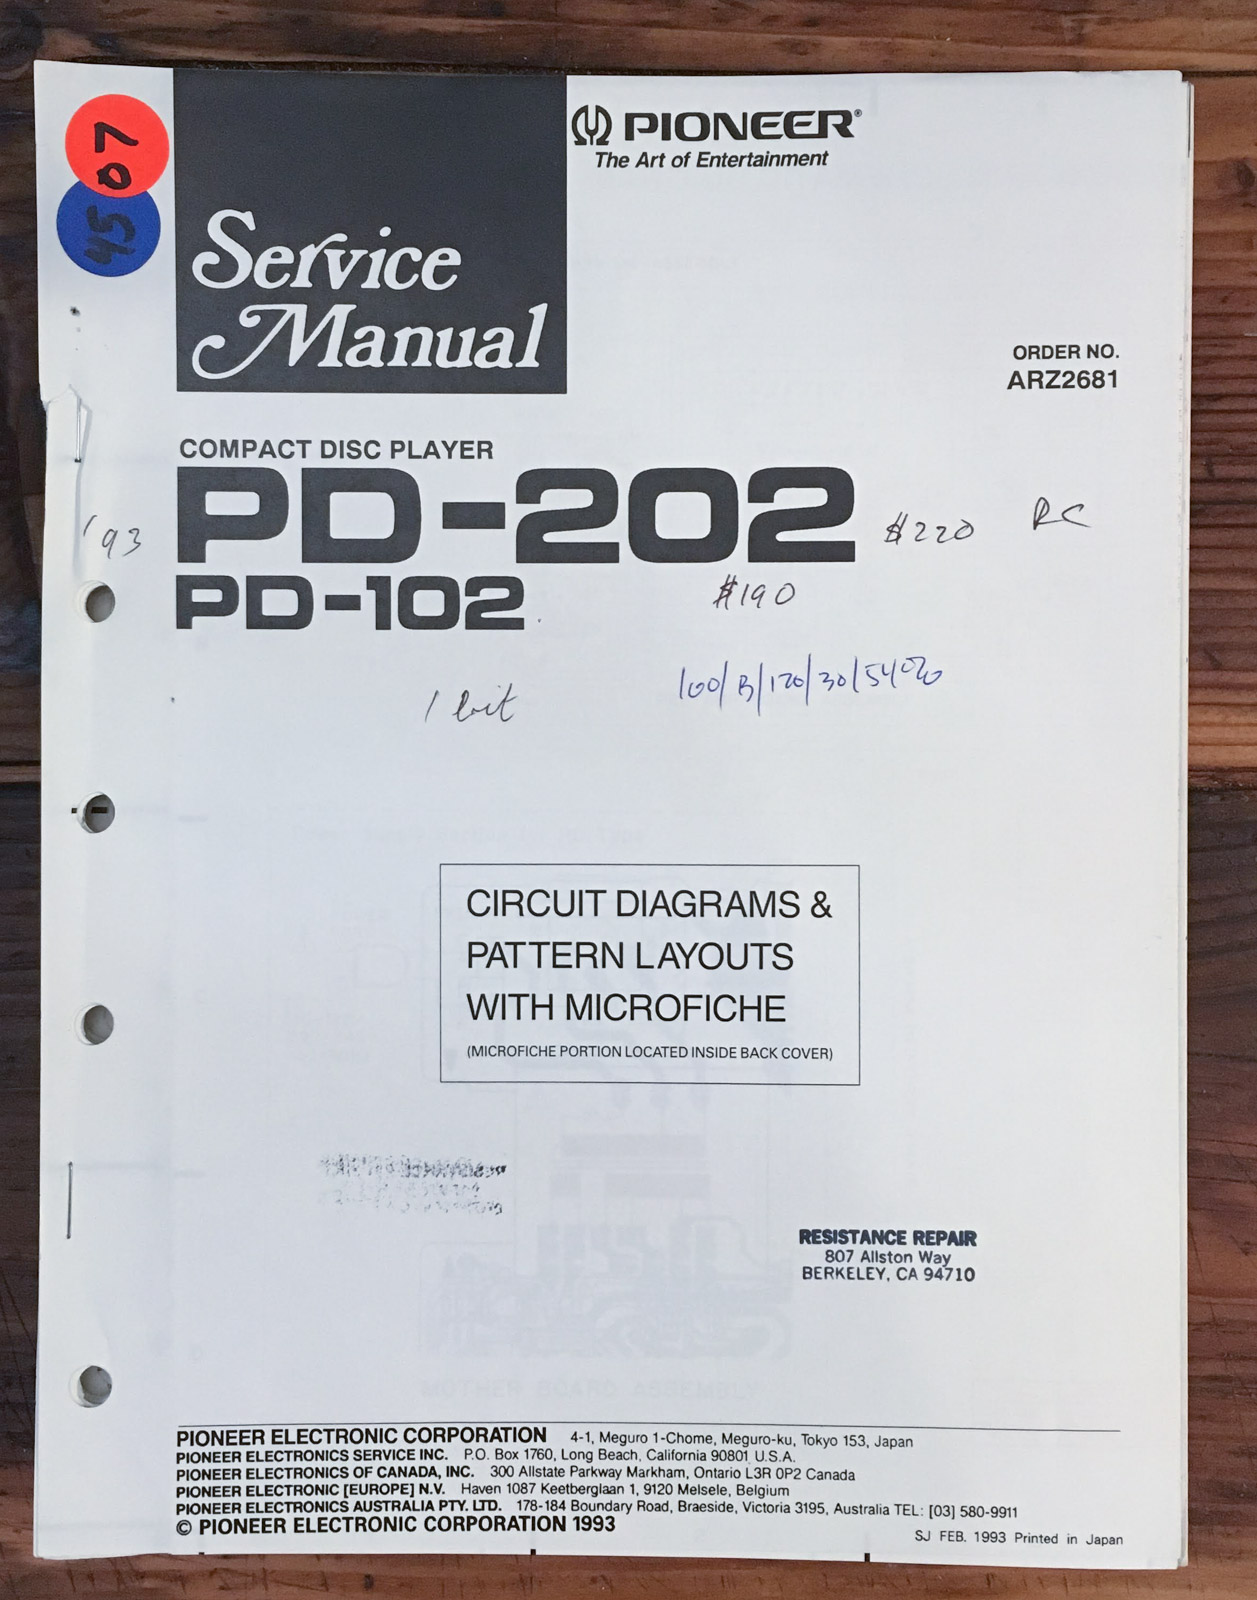 07
45
PIONEER®
The Art of Entertainment
Service
Manual
ORDER NO.
ARZ2681
COMPACT DISC PLAYER
PD-202
'93
$220
RC
PD-102
$190
1 bit
CIRCUIT DIAGRAMS &
PATTERN LAYOUTS
WITH MICROFICHE
(MICROFICHE PORTION LOCATED INSIDE BACK COVER)
RESISTANCE REPAIR
807 Allston Way
BERKELEY, CA 94710
MOTHER BOARD ASSEMBLY
PIONEER ELECTRONIC CORPORATION 4-1, Meguro 1-Chome, Meguro-ku, Tokyo 153, Japan
PIONEER ELECTRONICS SERVICE INC. P.O. Box 1760, Long Beach, California 90801 U.S.A.
PIONEER ELECTRONICS OF CANADA, INC. 300 Allstate Parkway Markham, Ontario L3R 0P2 Canada
PIONEER ELECTRONIC [EUROPE] N.V. Haven 1087 Keetberglaan 1, 9120 Melsele, Belgium
PIONEER ELECTRONICS AUSTRALIA PTY. LTD. 178-184 Boundary Road, Braeside, Victoria 3195, Australia TEL: [03] 580-9911
© PIONEER ELECTRONIC CORPORATION 1993
SJ FEB. 1993 Printed in Japan